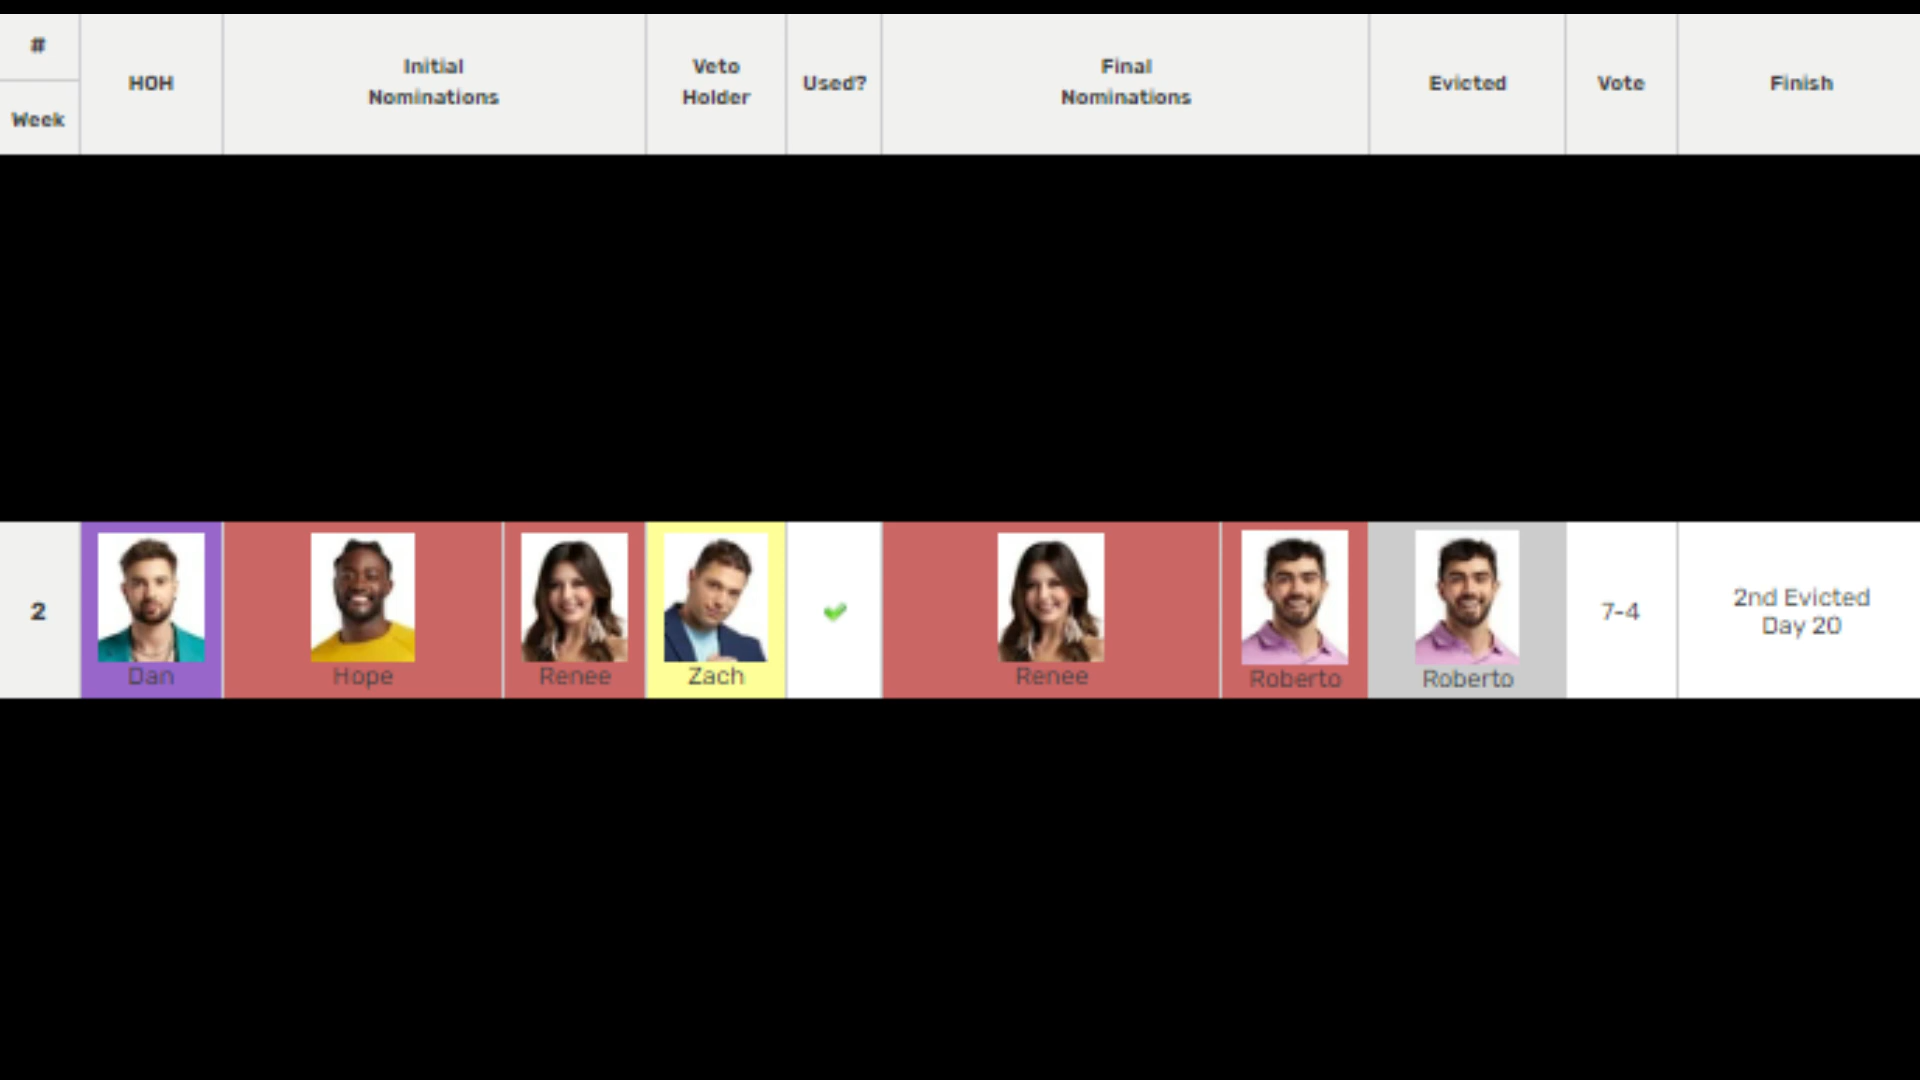 #
Week
HOH
Initial
Nominations
Veto
Holder
Used?
Final
Nominations
Evicted
Vote
Finish
2
Dan
Hope
Renee
Zach
Renee
Roberto
Roberto
7-4
2nd Evicted
Day 20